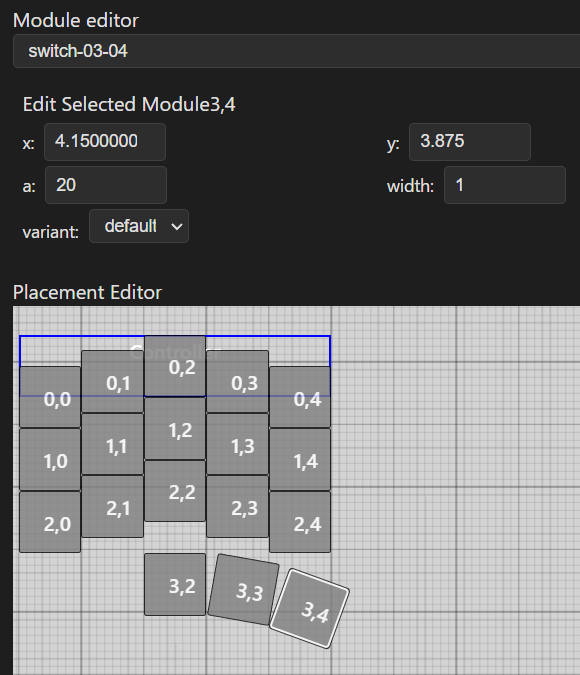 Module editor
switch-03-04
Edit Selected Module3,4
x: 4.1500000 y: 3.875
a: 20 width: 1
variant: default
Placement Editor
Controller
0,0 0,1 0,2 0,3 0,4
1,0 1,1 1,2 1,3 1,4
2,0 2,1 2,2 2,3 2,4
3,2 3,3 3,4